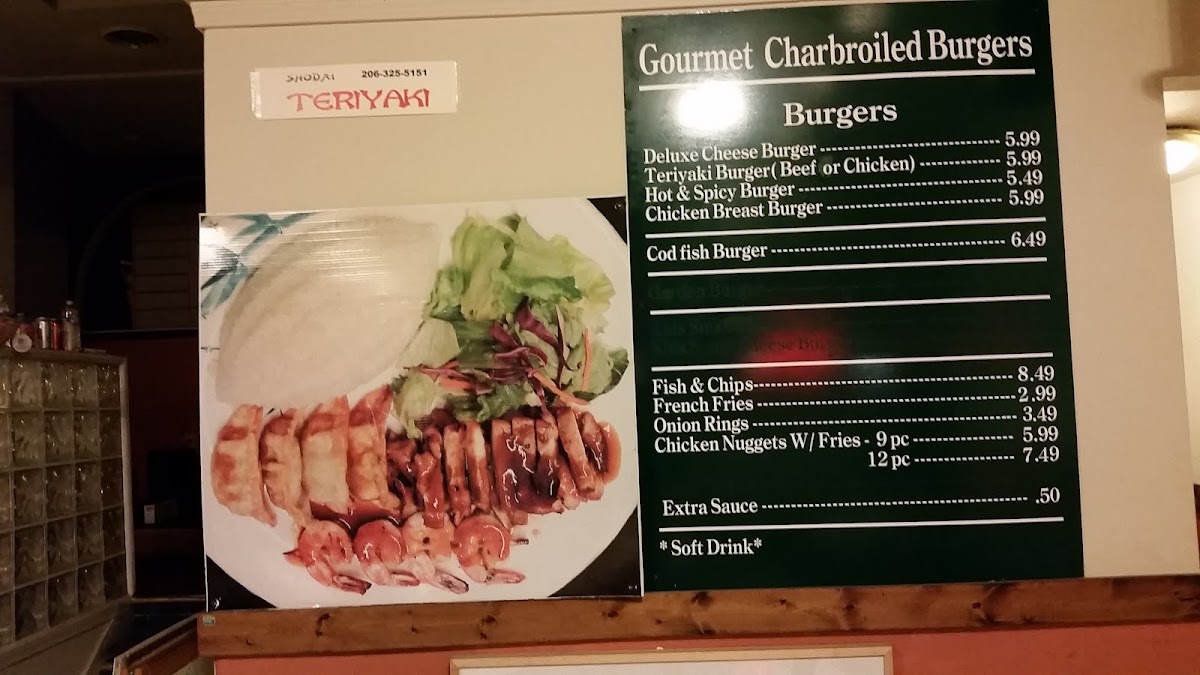 SHODAI 206-325-5151
TERIYAKI
Gourmet Charbroiled Burgers
Burgers
Deluxe Cheese Burger ---------------------------- 5.99
Teriyaki Burger( Beef or Chicken) ------------- 5.99
Hot & Spicy Burger -------------------------------- 5.49
Chicken Breast Burger --------------------------- 5.99
Cod fish Burger ------------------------------------ 6.49
Garden Burger
Fish & Chips---------------------------------------- 8.49
French Fries ---------------------------------------- 2.99
Onion Rings ----------------------------------------- 3.49
Chicken Nuggets W/ Fries - 9 pc --------------- 5.99
12 pc --------------- 7.49
Extra Sauce ---------------------------------------- .50
* Soft Drink*